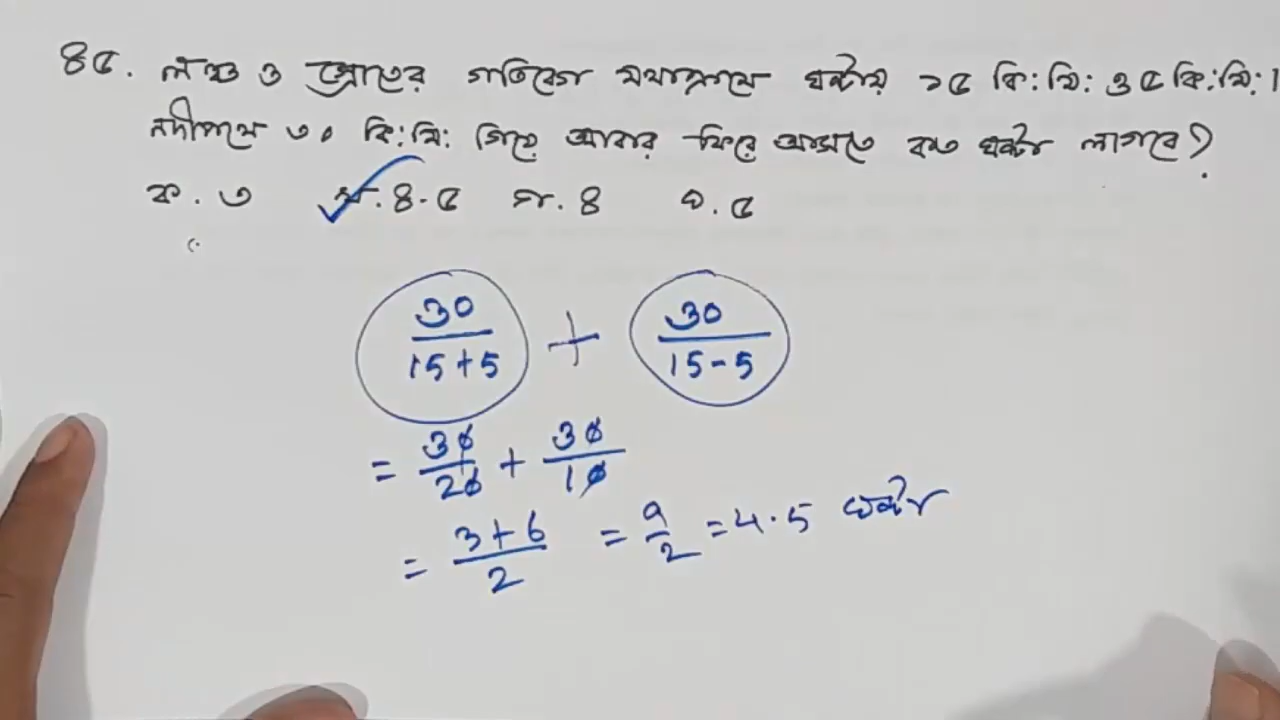 ৪৫. লঞ্চ ও স্রোতের গতিবেগ যথাক্রমে ঘন্টায় ১৫ কি:মি: ও ৫ কি:মি:।
নদীপথে ৩০ কি:মি: গিয়ে আবার ফিরে আসতে কত ঘন্টা লাগবে?
ক. ৩ খ. ৪.৫ গ. ৪ ঘ. ৫
30/(15+5) + 30/(15-5)
= 30/20 + 30/10
= (3+6)/2 = 9/2 = 4.5 ঘন্টা